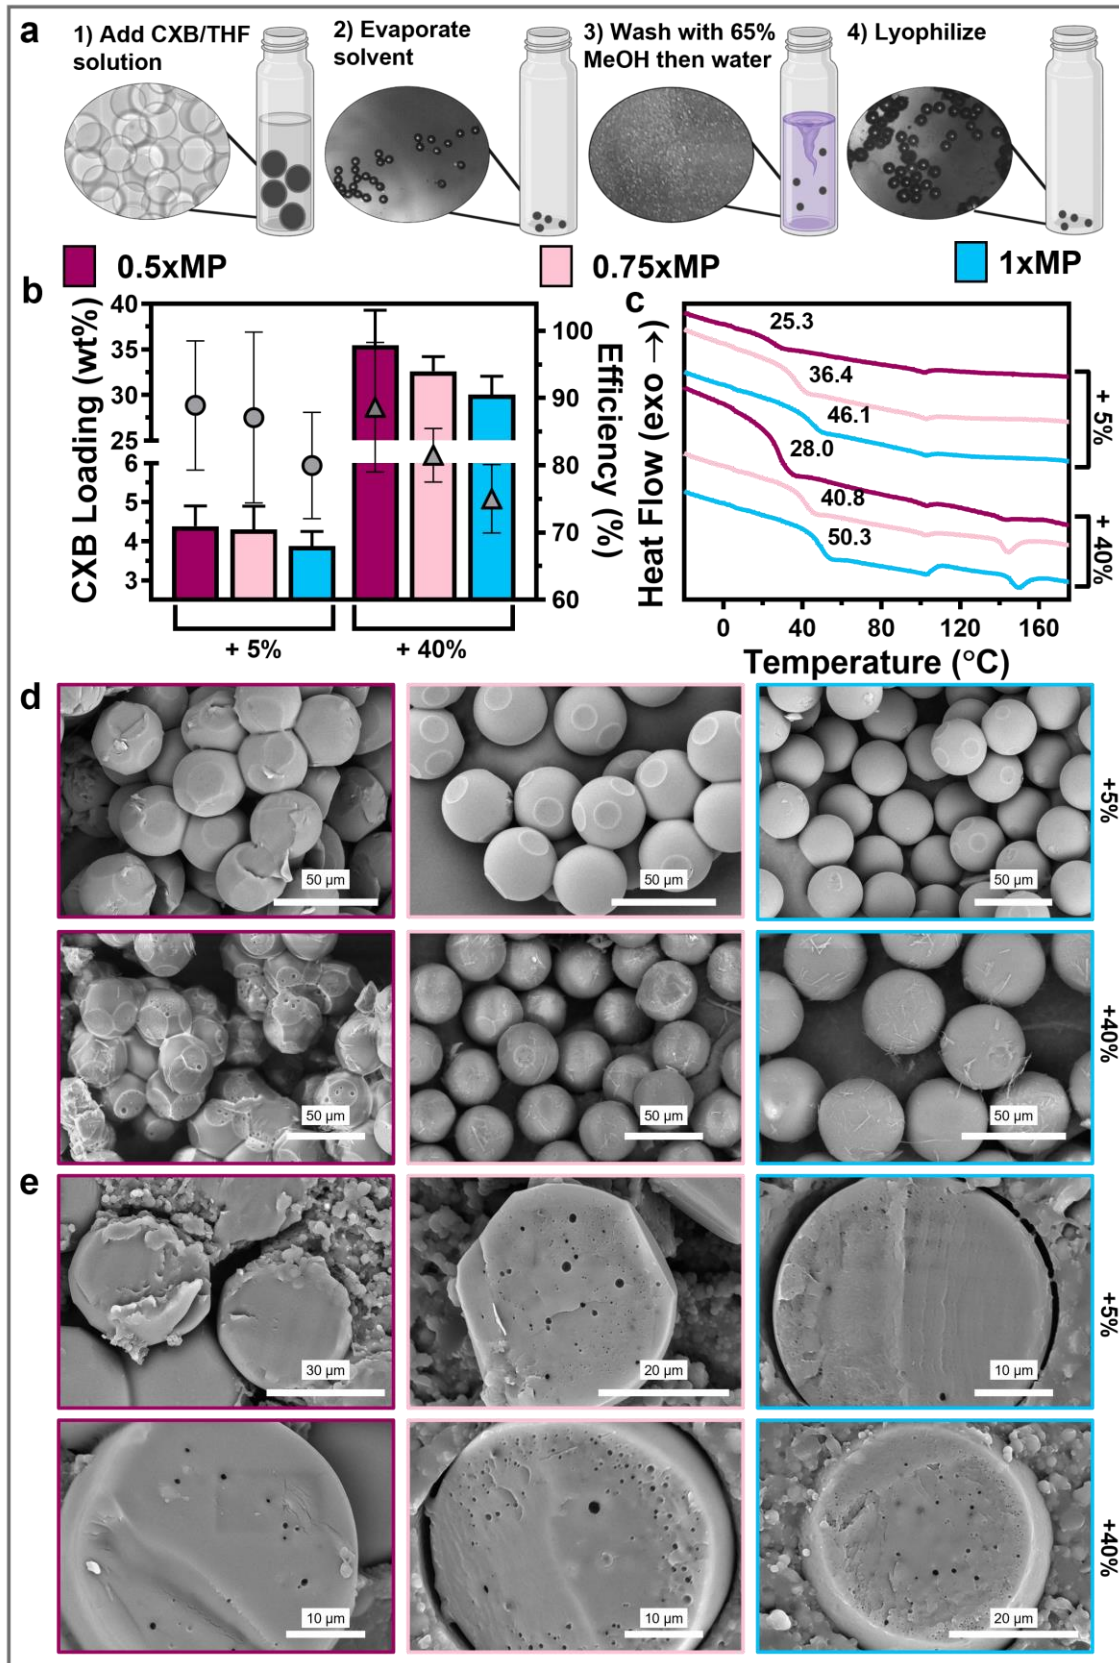 a
1) Add CXB/THF
solution
2) Evaporate
solvent
3) Wash with 65%
MeOH then water
4) Lyophilize
0.5xMP
0.75xMP
1xMP
b
CXB Loading (wt%)
40
35
30
25
6
5
4
3
100
90
80
70
60
Efficiency (%)
+ 5%
+ 40%
c
Heat Flow (exo →)
25.3
36.4
46.1
28.0
40.8
50.3
+ 5%
+ 40%
0
40
80
120
160
Temperature (°C)
d
50 µm
50 µm
50 µm
+5%
50 µm
50 µm
50 µm
+40%
e
30 µm
20 µm
10 µm
+5%
10 µm
10 µm
20 µm
+40%